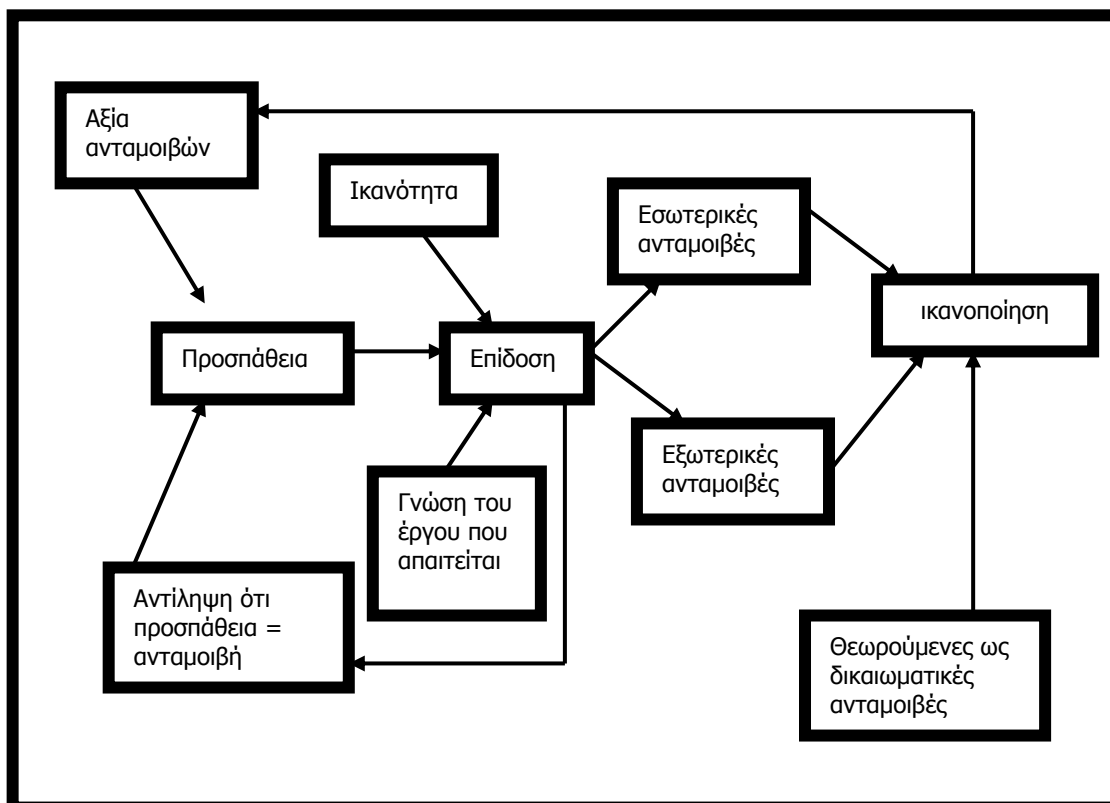 Αξία
ανταμοιβών
Ικανότητα
Εσωτερικές
ανταμοιβές
ικανοποίηση
Προσπάθεια
Επίδοση
Εξωτερικές
ανταμοιβές
Γνώση του
έργου που
απαιτείται
Αντίληψη ότι
προσπάθεια =
ανταμοιβή
Θεωρούμενες ως
δικαιωματικές
ανταμοιβές